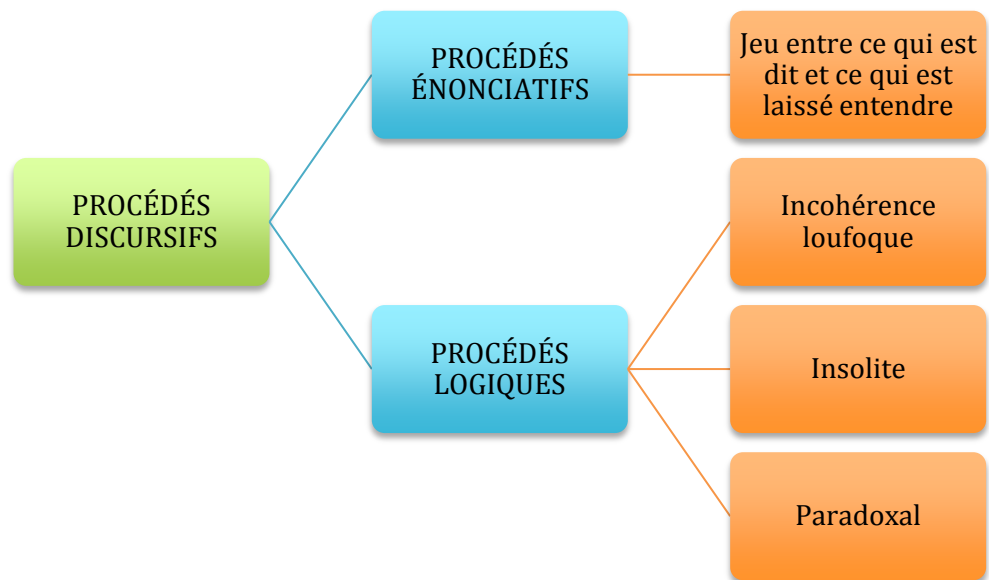 PROCÉDÉS
DISCURSIFS
PROCÉDÉS
ÉNONCIATIFS
Jeu entre ce qui est
dit et ce qui est
laissé entendre
PROCÉDÉS
LOGIQUES
Incohérence
loufoque
Insolite
Paradoxal